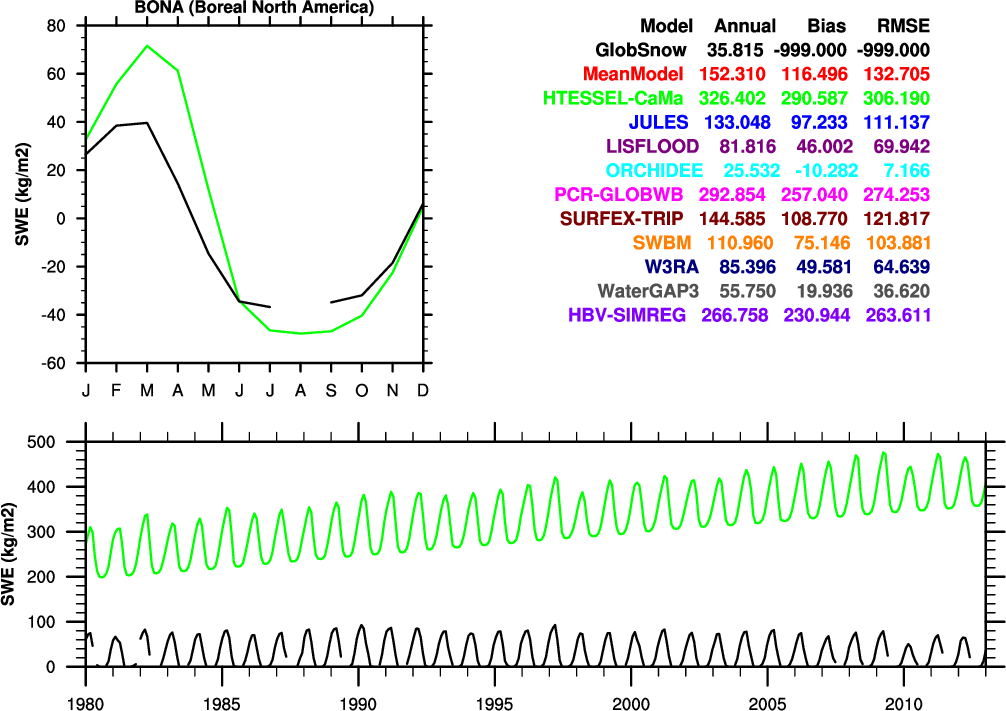 BONA (Boreal North America)
80
60
40
20
0
-20
-40
-60
SWE (kg/m2)
J F M A M J J A S O N D
Model Annual Bias RMSE
GlobSnow 35.815 -999.000 -999.000
MeanModel 152.310 116.496 132.705
HTESSEL-CaMa 326.402 290.587 306.190
JULES 133.048 97.233 111.137
LISFLOOD 81.816 46.002 69.942
ORCHIDEE 25.532 -10.282 7.166
PCR-GLOBWB 292.854 257.040 274.253
SURFEX-TRIP 144.585 108.770 121.817
SWBM 110.960 75.146 103.881
W3RA 85.396 49.581 64.639
WaterGAP3 55.750 19.936 36.620
HBV-SIMREG 266.758 230.944 263.611
500
400
300
200
100
0
SWE (kg/m2)
1980 1985 1990 1995 2000 2005 2010